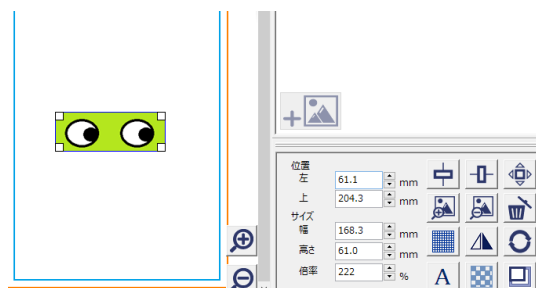 位置
左 61.1 mm
上 204.3 mm
サイズ
幅 168.3 mm
高さ 61.0 mm
倍率 222 %
A